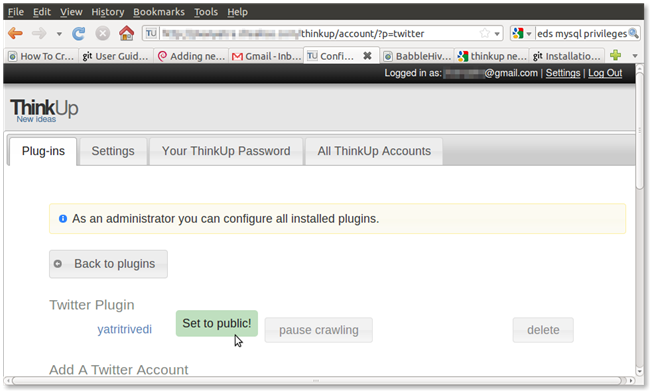 File Edit View History Bookmarks Tools Help
/thinkup/account/?p=twitter eds mysql privileges
How To Cr... git User Guid... Adding ne... Gmail - Inb... TU Confi... BabbleHiv... thinkup ne... git Installatio...
Logged in as: @gmail.com | Settings | Log Out
ThinkUp
New ideas
Plug-ins Settings Your ThinkUp Password All ThinkUp Accounts
As an administrator you can configure all installed plugins.
Back to plugins
Twitter Plugin
yatritrivedi Set to public! pause crawling delete
Add A Twitter Account